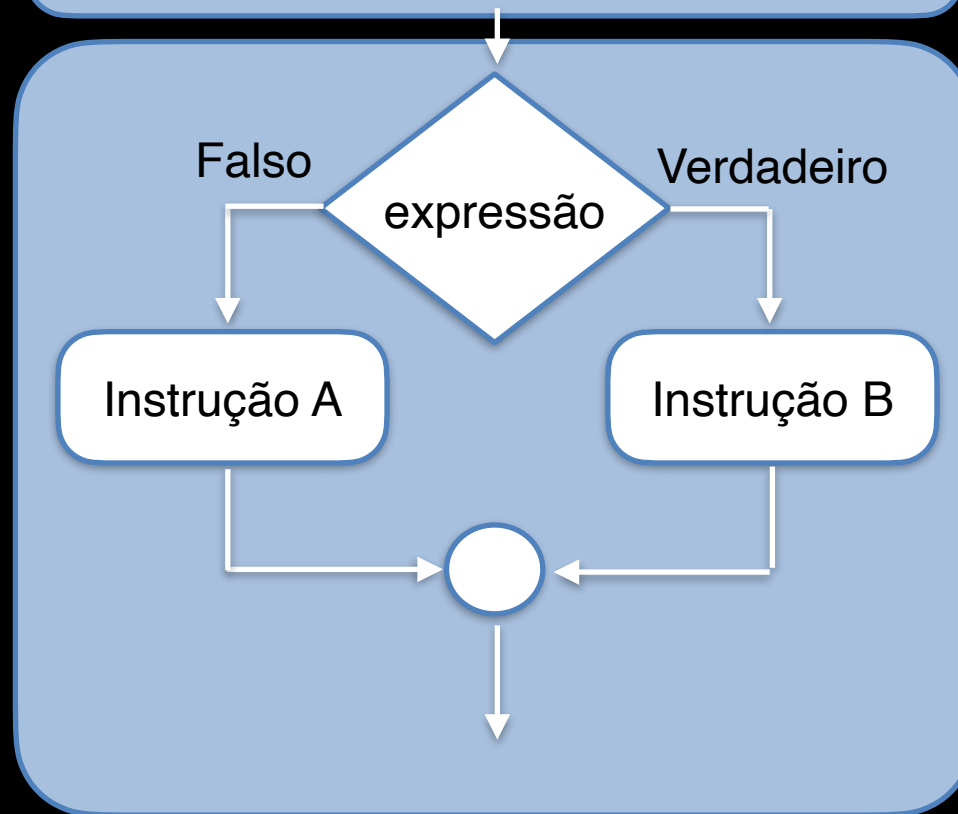 Falso
Verdadeiro
expressão
Instrução A
Instrução B